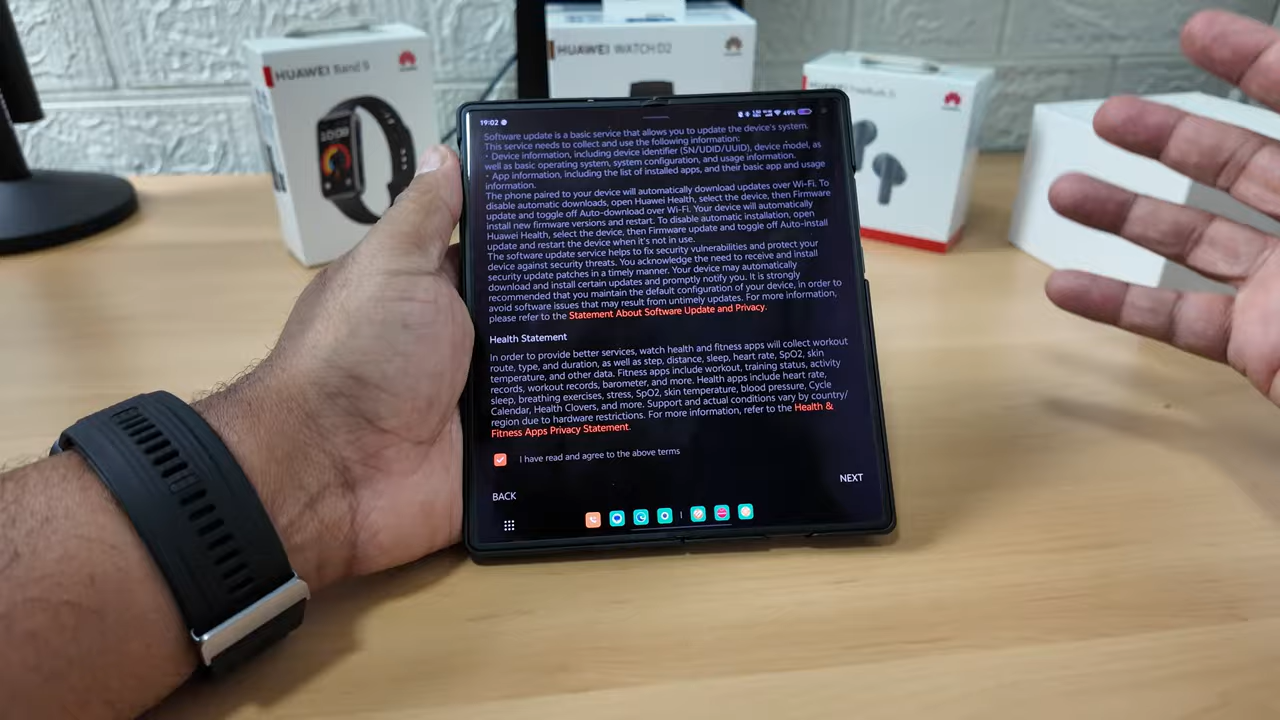 HUAWEI Band 9
HUAWEI WATCH D2
19:02
49%
Software update is a basic service that allows you to update the device's system.
This service needs to collect and use the following information:
• Device information, including device identifier (SN/UDID/UUID), device model, as
well as basic operating system, system configuration, and usage information.
• App information, including the list of installed apps, and their basic app and usage
information.
The phone paired to your device will automatically download updates over Wi-Fi. To
disable automatic downloads, open Huawei Health, select the device, then Firmware
update and toggle off Auto-download over Wi-Fi. Your device will automatically
install new firmware versions and restart. To disable automatic installation, open
Huawei Health, select the device, then Firmware update and toggle off Auto-install
update and restart the device when it's not in use.
The software update service helps to fix security vulnerabilities and protect your
device against security threats. You acknowledge the need to receive and install
security update patches in a timely manner. Your device may automatically
download and install certain updates and promptly notify you. It is strongly
recommended that you maintain the default configuration of your device, in order to
avoid software issues that may result from untimely updates. For more information,
please refer to the Statement About Software Update and Privacy.
Health Statement
In order to provide better services, watch health and fitness apps will collect workout
route, type, and duration, as well as step, distance, sleep, heart rate, SpO2, skin
temperature, and other data. Fitness apps include workout, training status, activity
records, workout records, barometer, and more. Health apps include heart rate,
sleep, breathing exercises, stress, SpO2, skin temperature, blood pressure, Cycle
Calendar, Health Clovers, and more. Support and actual conditions vary by country/
region due to hardware restrictions. For more information, refer to the Health &
Fitness Apps Privacy Statement.
I have read and agree to the above terms
BACK
NEXT